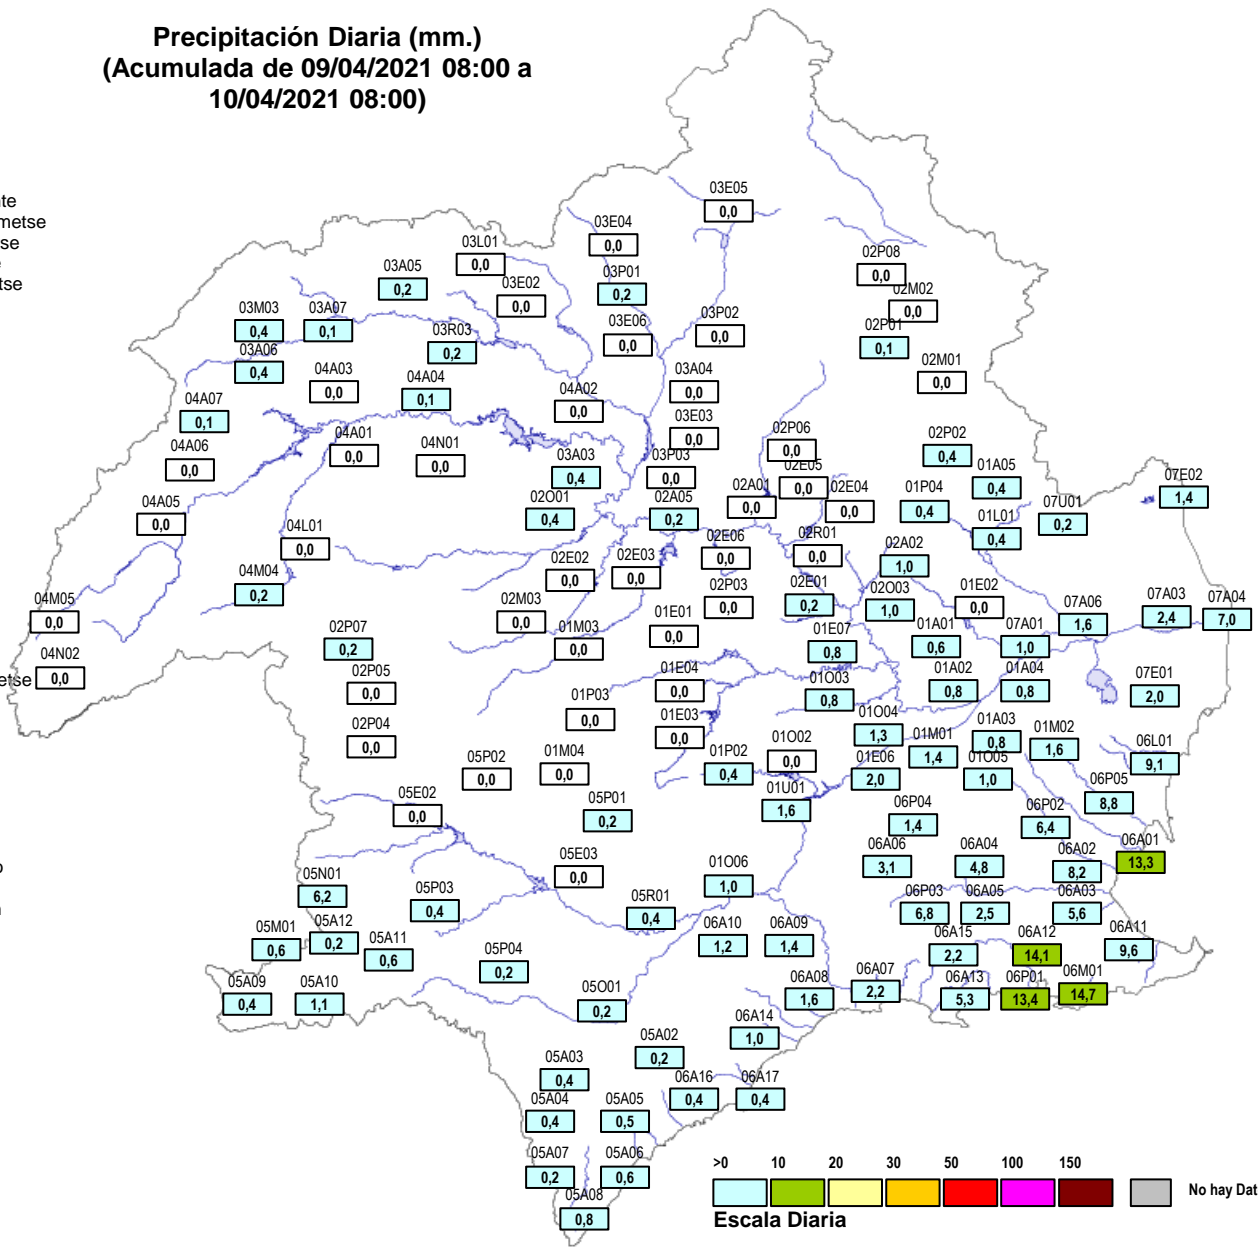 Precipitación Diaria (mm.)
(Acumulada de 09/04/2021 08:00 a
10/04/2021 08:00)
03E05
0,0
03E04
0,0
03L01
0,0
03A05
0,2
03E02
0,0
03P01
0,2
02P08
0,0
02M02
0,0
03M03
0,4
03A07
0,1
03R03
0,2
03E06
0,0
03P02
0,0
02P01
0,1
03A06
0,4
04A03
0,0
04A04
0,1
04A02
0,0
03A04
0,0
02M01
0,0
04A07
0,1
03E03
0,0
04A06
0,0
04A01
0,0
04N01
0,0
03A03
0,4
03P03
0,0
02P06
0,0
02E05
0,0
02P02
0,4
01A05
0,4
07E02
1,4
04A05
0,0
02O01
0,4
02A05
0,2
02A01
0,0
02E04
0,0
01P04
0,4
01L01
0,4
07U01
0,2
04L01
0,0
02E02
0,0
02E03
0,0
02E06
0,0
02R01
0,0
02A02
1,0
04M04
0,2
04M05
0,0
02M03
0,0
01M03
0,0
02P03
0,0
01E01
0,0
02E01
0,2
02O03
1,0
01E02
0,0
07A06
1,6
07A03
2,4
07A04
7,0
02P07
0,2
01E07
0,8
01A01
0,6
07A01
1,0
04N02
0,0
02P05
0,0
01E04
0,0
01O03
0,8
01A02
0,8
01A04
0,8
07E01
2,0
01P03
0,0
01E03
0,0
02P04
0,0
01O04
1,3
01M01
1,4
01A03
0,8
01M02
1,6
06L01
9,1
05P02
0,0
01M04
0,0
01P02
0,4
01O02
0,0
01E06
2,0
01O05
1,0
06P05
8,8
05E02
0,0
05P01
0,2
01U01
1,6
06P04
1,4
06P02
6,4
06A01
13,3
05E03
0,0
06A06
3,1
06A04
4,8
06A02
8,2
05N01
6,2
05P03
0,4
01O06
1,0
05R01
0,4
06P03
6,8
06A05
2,5
06A03
5,6
05M01
0,6
05A12
0,2
05A11
0,6
05P04
0,2
06A10
1,2
06A09
1,4
06A15
2,2
06A12
14,1
06A11
9,6
05A09
0,4
05A10
1,1
05O01
0,2
06A08
1,6
06A07
2,2
06A13
5,3
06P01
13,4
06M01
14,7
06A14
1,0
05A02
0,2
05A03
0,4
06A16
0,4
06A17
0,4
05A04
0,4
05A05
0,5
05A07
0,2
05A06
0,6
05A08
0,8
>0 10 20 30 50 100 150
No hay Dat
Escala Diaria
te
metse
se
tse
etse